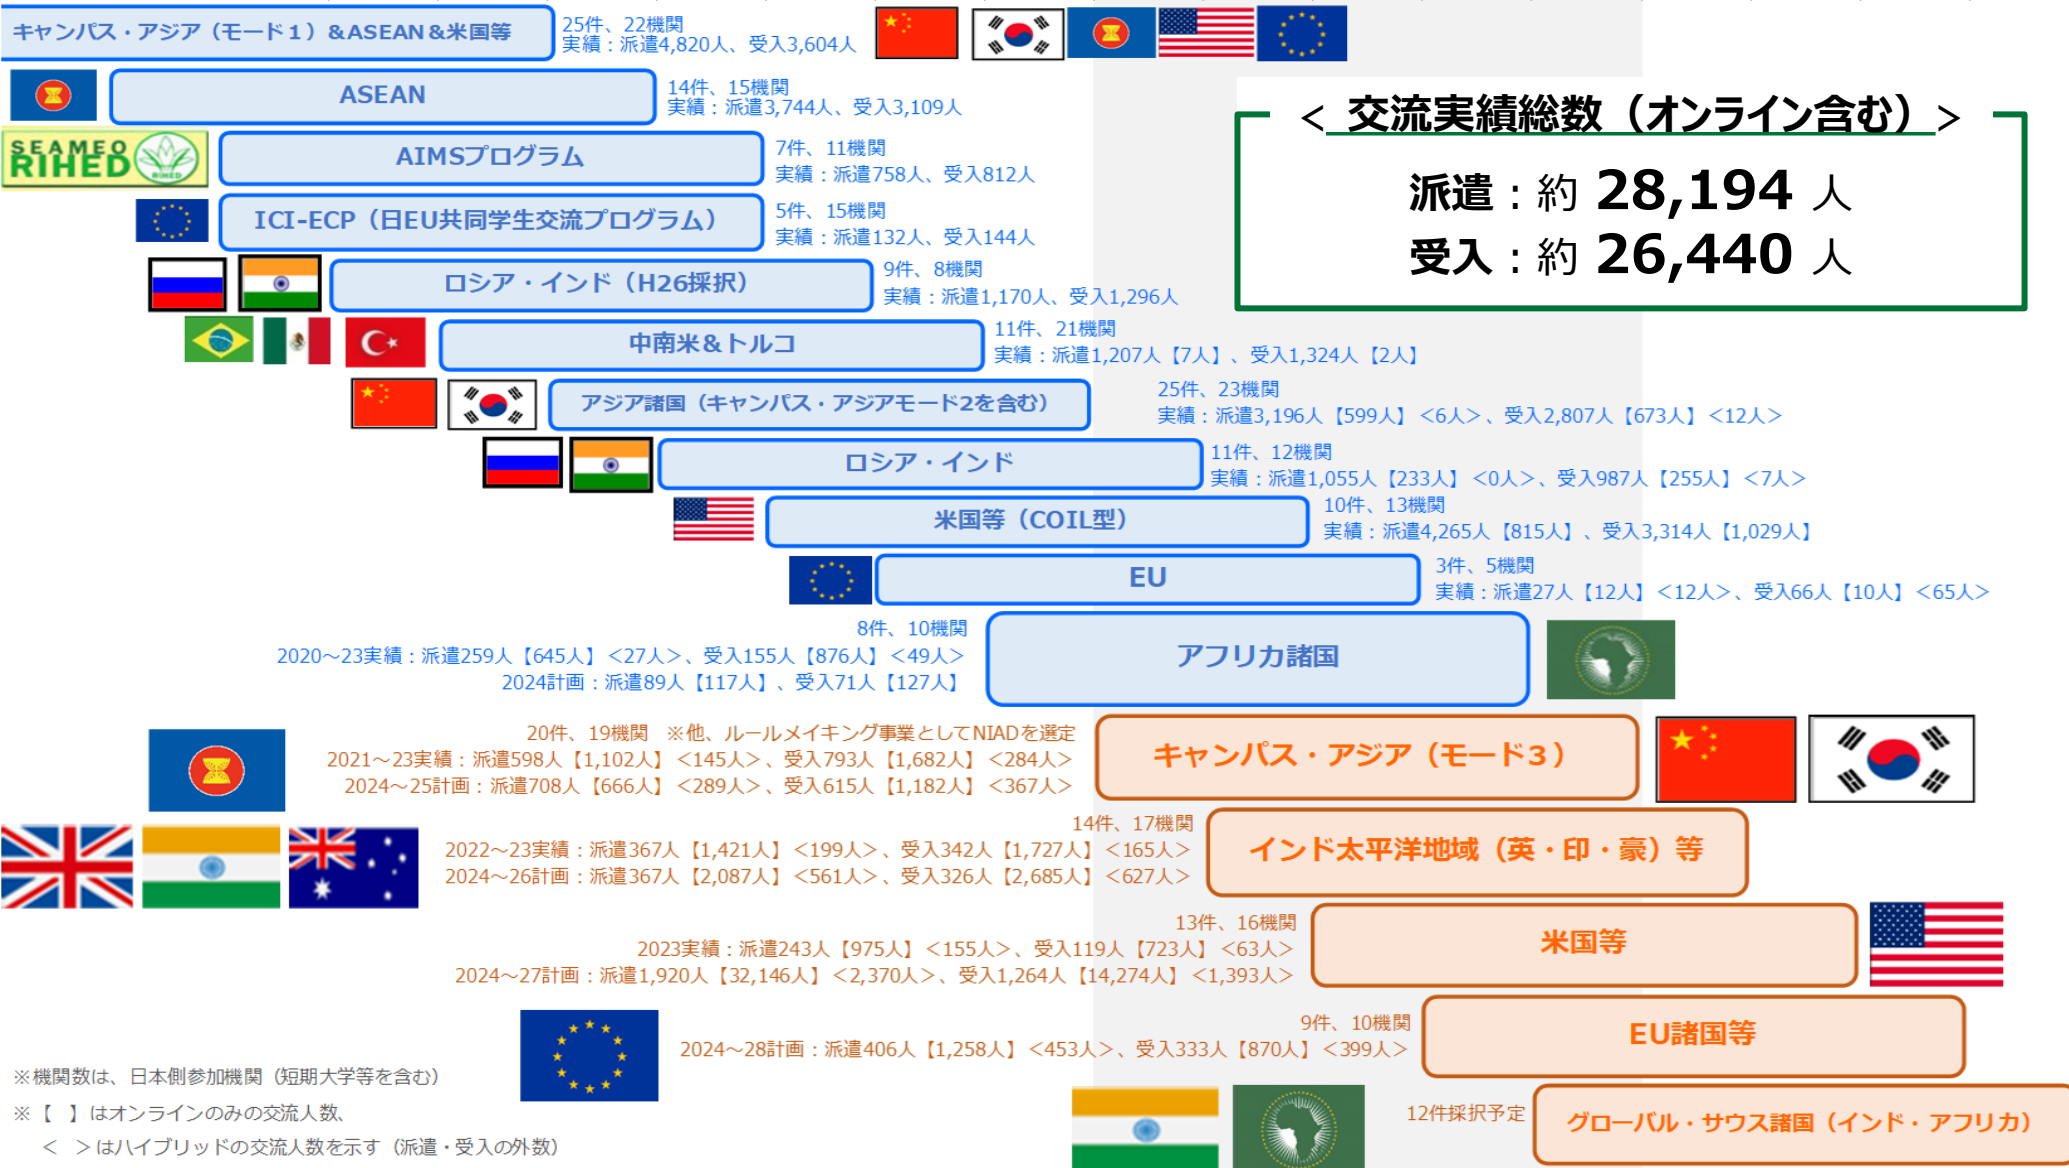 キャンパス・アジア（モード１）＆ASEAN＆米国等
25件、22機関
実績：派遣4,820人、受入3,604人
ASEAN
14件、15機関
実績：派遣3,744人、受入3,109人
SEAMEO
RIHED
RIHED
AIMSプログラム
7件、11機関
実績：派遣758人、受入812人
ICI-ECP（日EU共同学生交流プログラム）
5件、15機関
実績：派遣132人、受入144人
＜ 交流実績総数（オンライン含む）＞
派遣：約 28,194 人
受入：約 26,440 人
ロシア・インド（H26採択）
9件、8機関
実績：派遣1,170人、受入1,296人
中南米＆トルコ
11件、21機関
実績：派遣1,207人【7人】、受入1,324人【2人】
アジア諸国（キャンパス・アジアモード2を含む）
25件、23機関
実績：派遣3,196人【599人】＜6人＞、受入2,807人【673人】＜12人＞
ロシア・インド
11件、12機関
実績：派遣1,055人【233人】＜0人＞、受入987人【255人】＜7人＞
米国等（COIL型）
10件、13機関
実績：派遣4,265人【815人】、受入3,314人【1,029人】
EU
3件、5機関
実績：派遣27人【12人】＜12人＞、受入66人【10人】＜65人＞
8件、10機関
2020～23実績：派遣259人【645人】＜27人＞、受入155人【876人】＜49人＞
2024計画：派遣89人【117人】、受入71人【127人】
アフリカ諸国
20件、19機関　※他、ルールメイキング事業としてNIADを選定
2021～23実績：派遣598人【1,102人】＜145人＞、受入793人【1,682人】＜284人＞
2024～25計画：派遣708人【666人】＜289人＞、受入615人【1,182人】＜367人＞
キャンパス・アジア（モード３）
14件、17機関
2022～23実績：派遣367人【1,421人】＜199人＞、受入342人【1,727人】＜165人＞
2024～26計画：派遣367人【2,087人】＜561人＞、受入326人【2,685人】＜627人＞
インド太平洋地域（英・印・豪）等
13件、16機関
2023実績：派遣243人【975人】＜155人＞、受入119人【723人】＜63人＞
2024～27計画：派遣1,920人【32,146人】＜2,370人＞、受入1,264人【14,274人】＜1,393人＞
米国等
9件、10機関
2024～28計画：派遣406人【1,258人】＜453人＞、受入333人【870人】＜399人＞
EU諸国等
12件採択予定
グローバル・サウス諸国（インド・アフリカ）
※機関数は、日本側参加機関（短期大学等を含む）
※【　】はオンラインのみの交流人数、
＜　＞はハイブリッドの交流人数を示す（派遣・受入の外数）